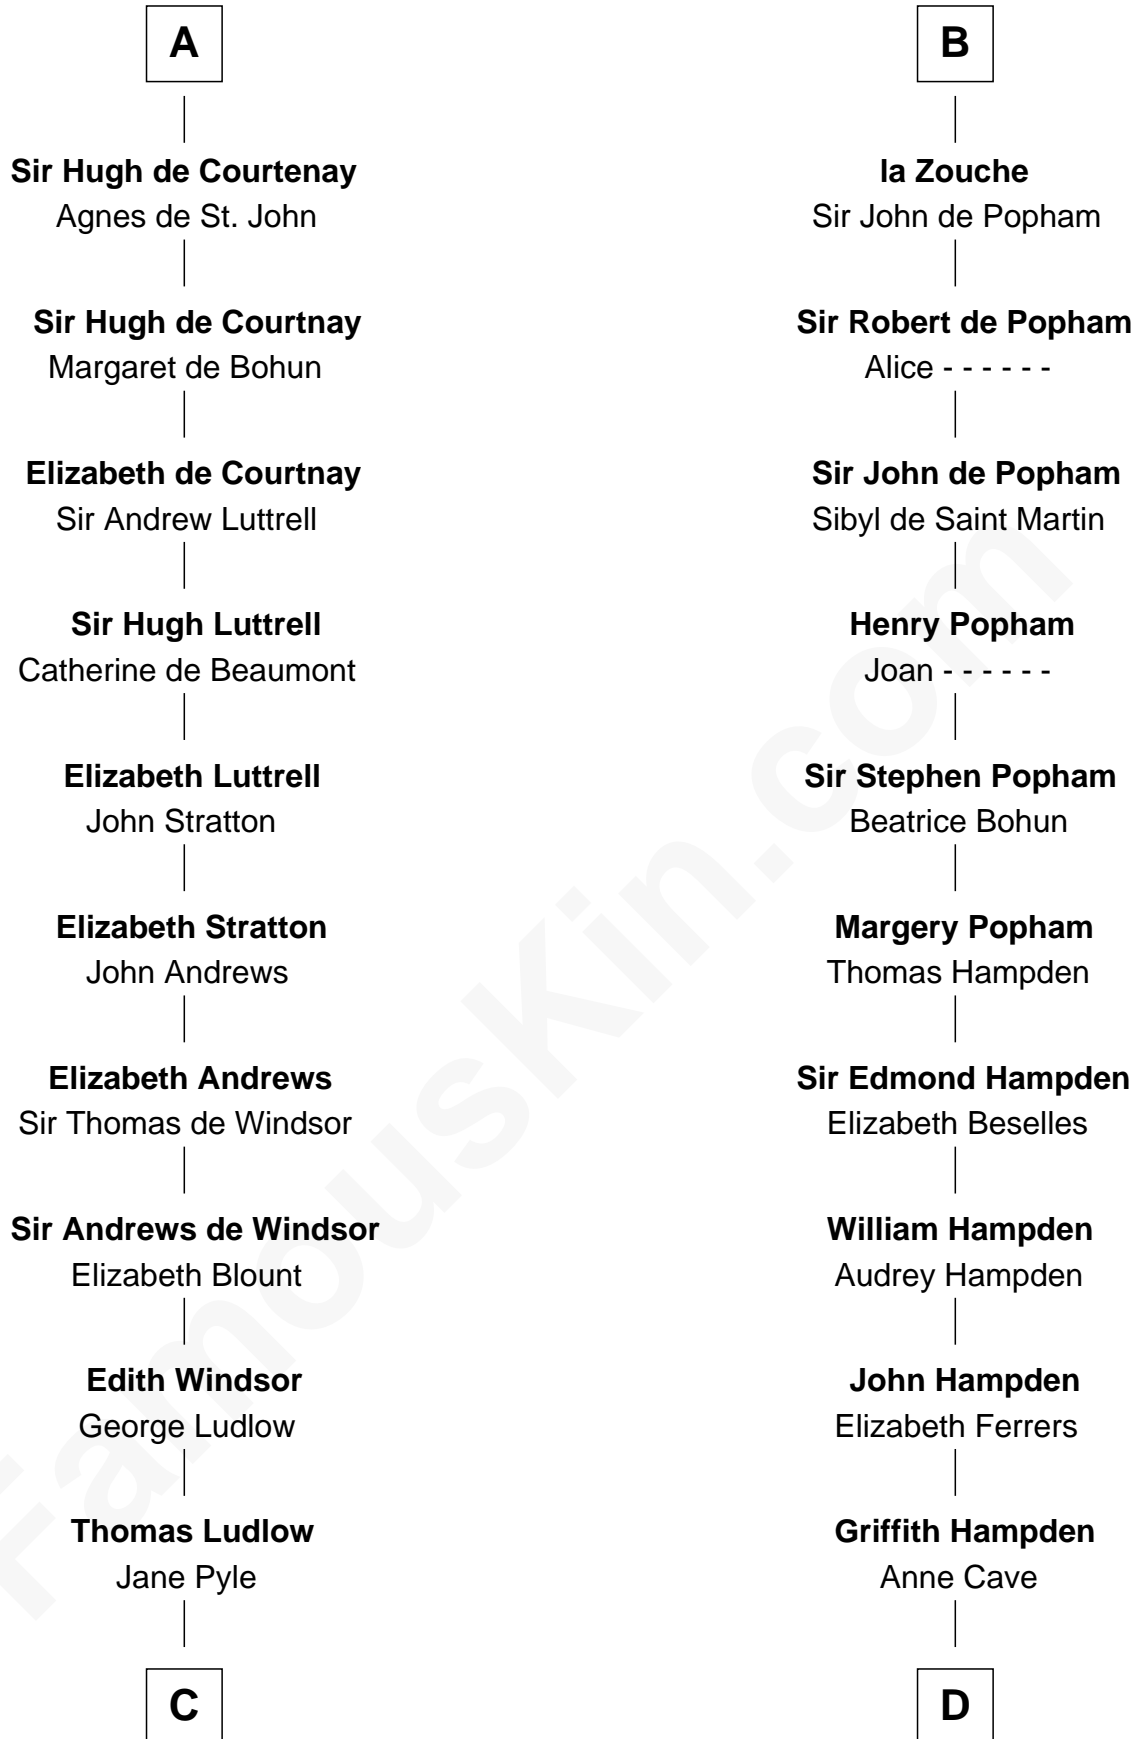 A
Sir Hugh de Courtenay
Agnes de St. John
Sir Hugh de Courtnay
Margaret de Bohun
Elizabeth de Courtnay
Sir Andrew Luttrell
Sir Hugh Luttrell
Catherine de Beaumont
Elizabeth Luttrell
John Stratton
Elizabeth Stratton
John Andrews
Elizabeth Andrews
Sir Thomas de Windsor
Sir Andrews de Windsor
Elizabeth Blount
Edith Windsor
George Ludlow
Thomas Ludlow
Jane Pyle
C
B
la Zouche
Sir John de Popham
Sir Robert de Popham
Alice - - - - - -
Sir John de Popham
Sibyl de Saint Martin
Henry Popham
Joan - - - - - -
Sir Stephen Popham
Beatrice Bohun
Margery Popham
Thomas Hampden
Sir Edmond Hampden
Elizabeth Beselles
William Hampden
Audrey Hampden
John Hampden
Elizabeth Ferrers
Griffith Hampden
Anne Cave
D
FamousKin.com